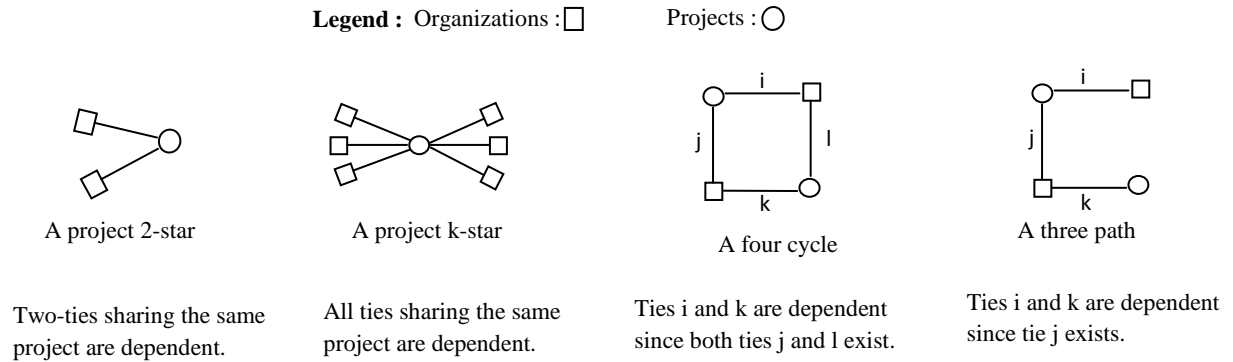 Legend : Organizations :
Projects :
i
j
l
k
i
j
k
A project 2-star
A project k-star
A four cycle
A three path
Two-ties sharing the same
project are dependent.
All ties sharing the same
project are dependent.
Ties i and k are dependent
since both ties j and l exist.
Ties i and k are dependent
since tie j exists.